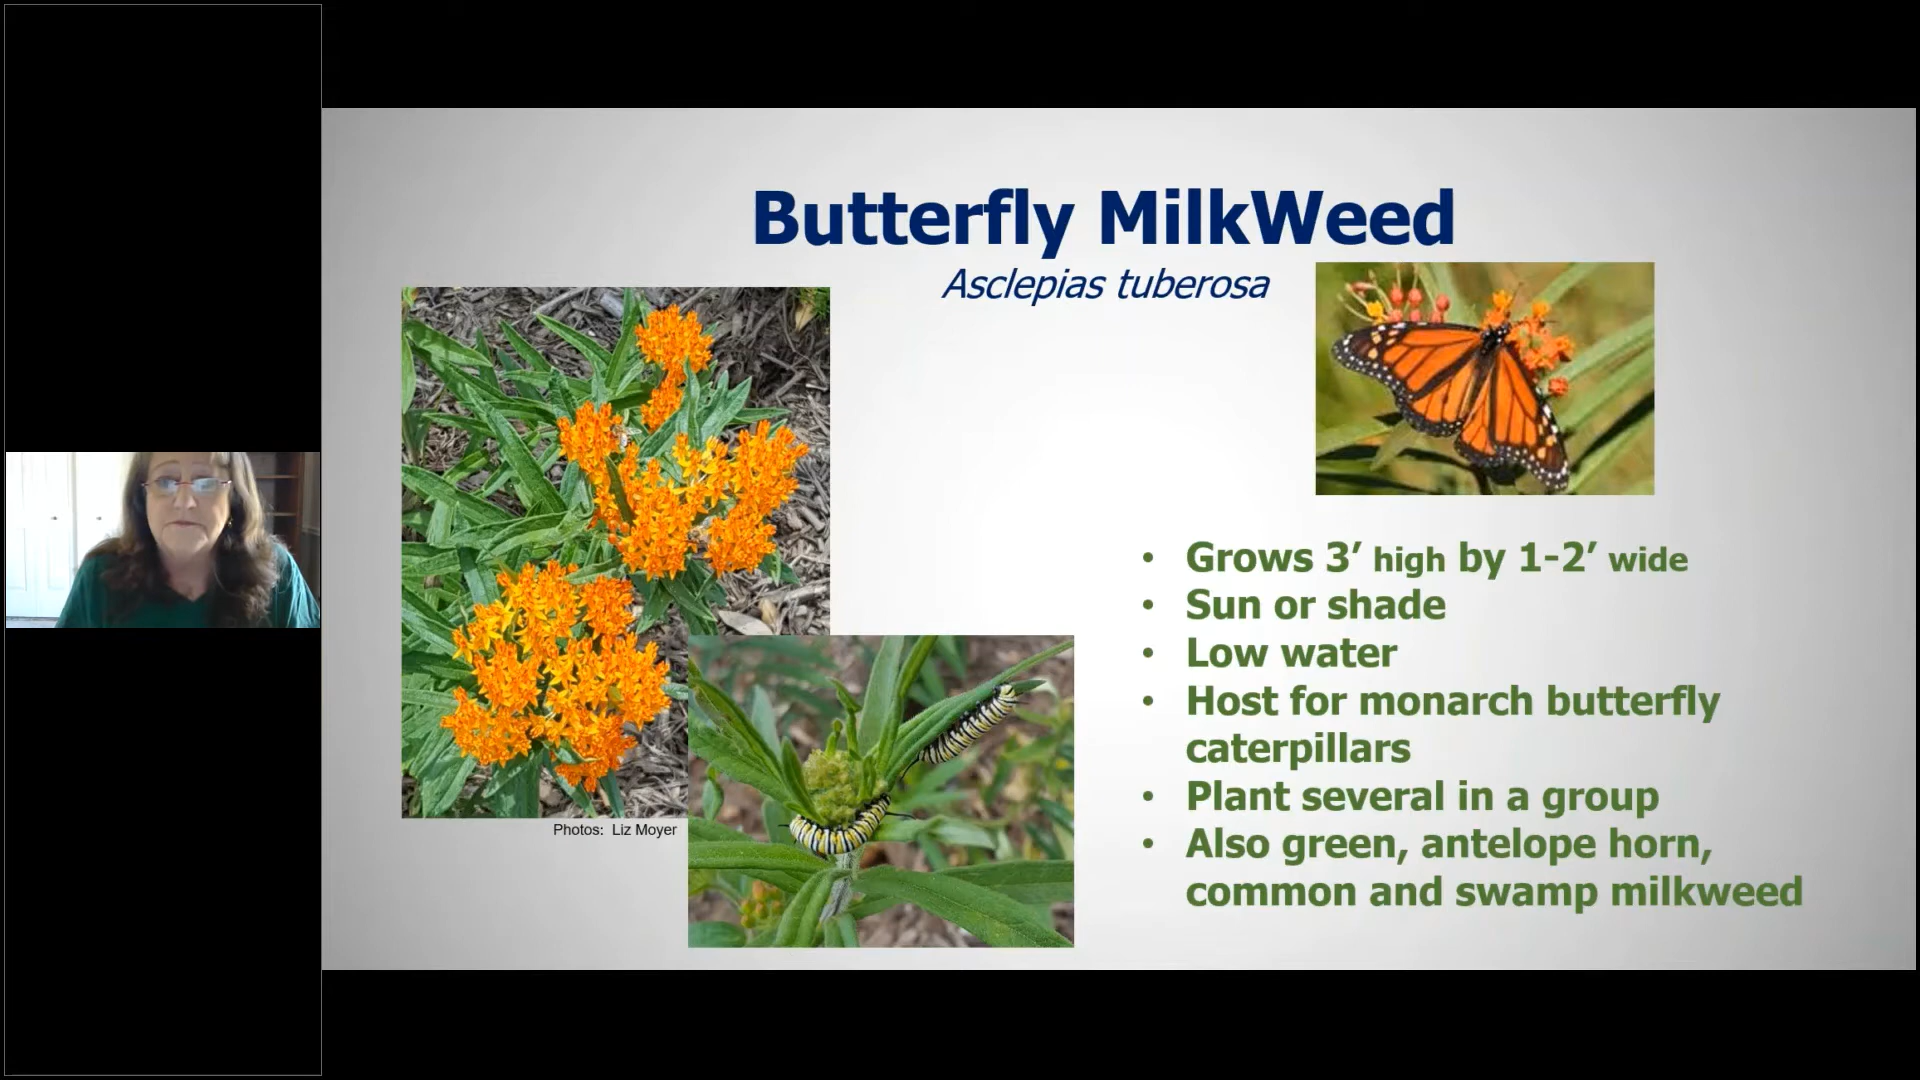 Butterfly MilkWeed
Asclepias tuberosa
Photos: Liz Moyer
• Grows 3’ high by 1-2’ wide
• Sun or shade
• Low water
• Host for monarch butterfly
caterpillars
• Plant several in a group
• Also green, antelope horn,
common and swamp milkweed